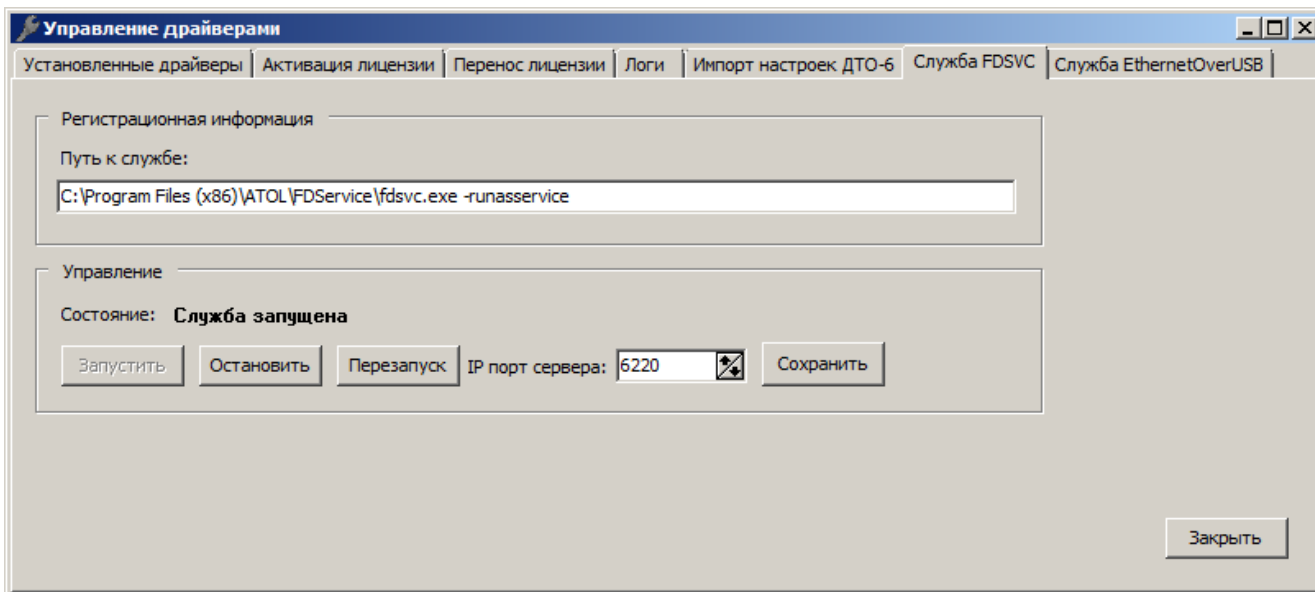 Управление драйверами
Установленные драйверы Активация лицензии Перенос лицензии Логи Импорт настроек ДТО-6 Служба FDSVC Служба EthernetOverUSB
Регистрационная информация
Путь к службе:
C:\Program Files (x86)\ATOL\FDService\fdsvc.exe -runasservice
Управление
Состояние: Служба запущена
Запустить Остановить Перезапуск IP порт сервера: 6220 Сохранить
Закрыть